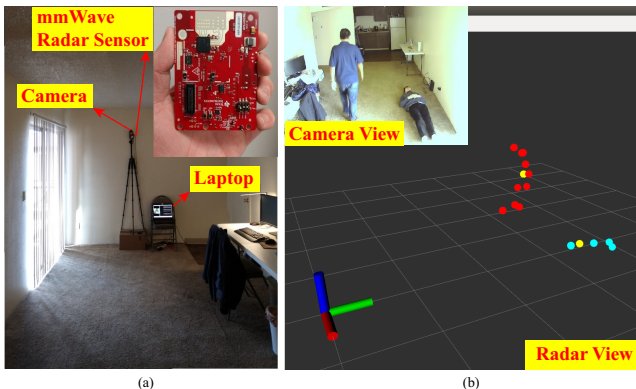 mmWave
Radar Sensor
Camera
Laptop
Camera View
Radar View
(a)
(b)